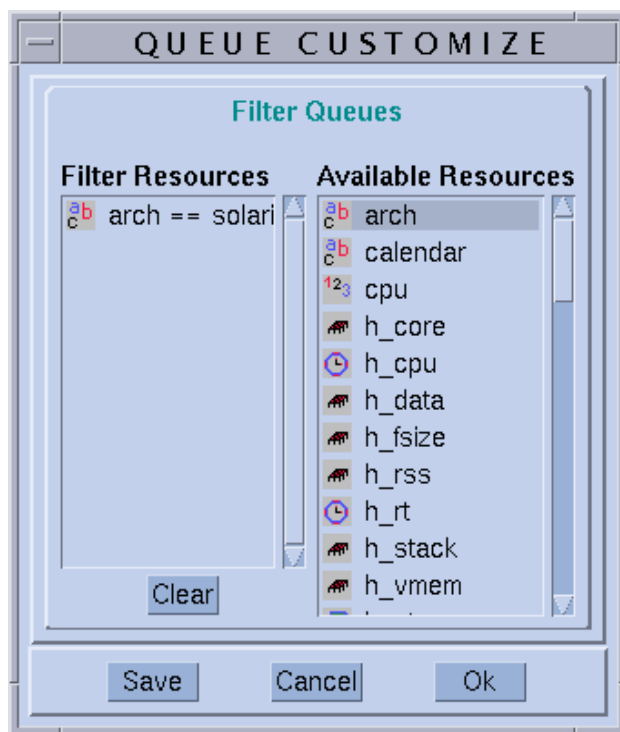 QUEUE CUSTOMIZE
Filter Queues
Filter Resources
arch == solari
Clear
Available Resources
arch
calendar
cpu
h_core
h_cpu
h_data
h_fsize
h_rss
h_rt
h_stack
h_vmem
Save
Cancel
Ok